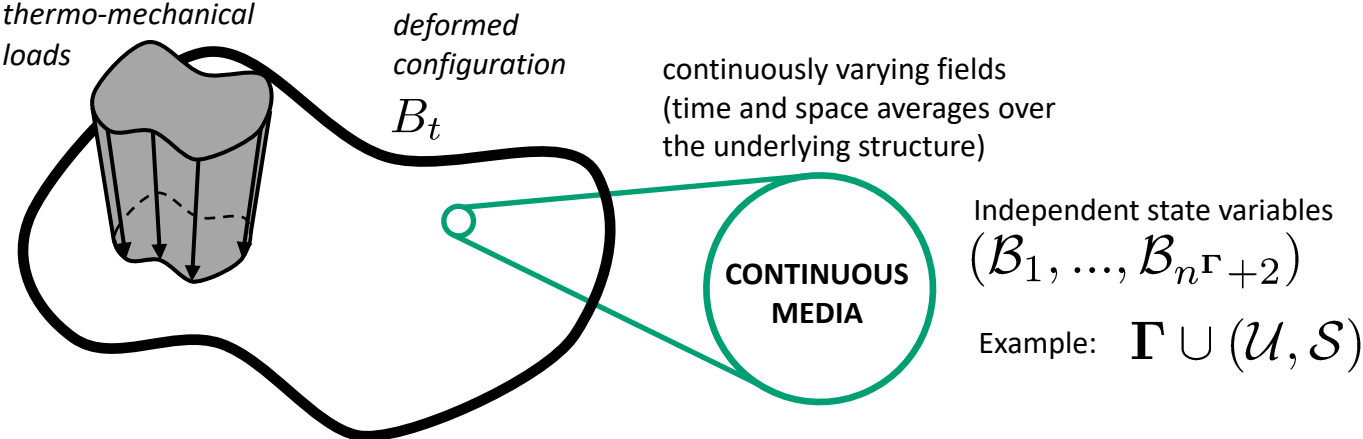 thermo-mechanical
loads
deformed
configuration
B_t
continuously varying fields
(time and space averages over
the underlying structure)
CONTINUOUS
MEDIA
Independent state variables
(ℬ₁, ..., ℬ_{n^𝚪+2})
Example: 𝚪 ∪ (𝒰, 𝒮)